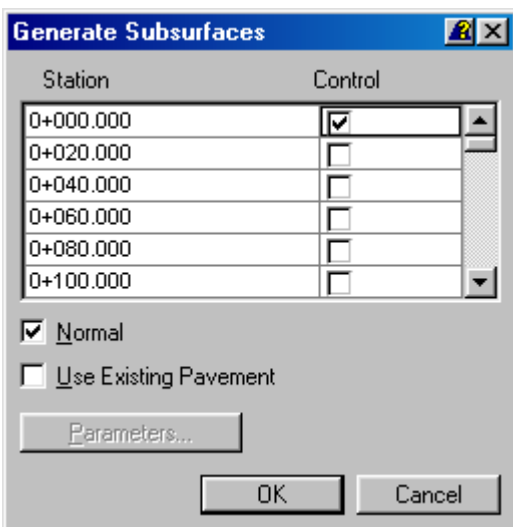 Generate Subsurfaces
Station Control
0+000.000
0+020.000
0+040.000
0+060.000
0+080.000
0+100.000
Normal
Use Existing Pavement
Parameters...
OK Cancel